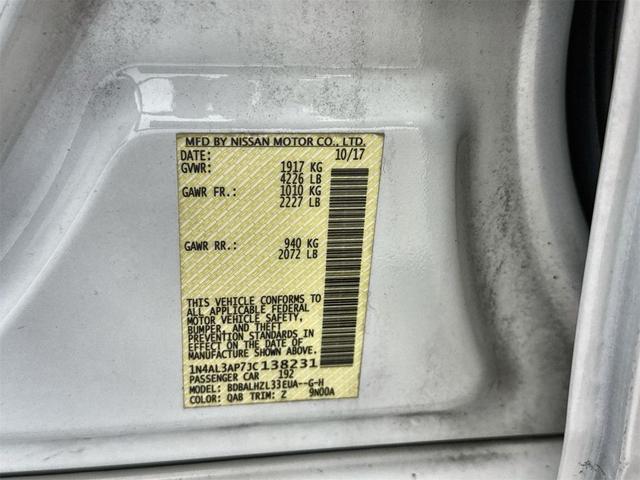 MFD BY NISSAN MOTOR CO., LTD.
DATE: 10/17
GVWR: 1917 KG
4226 LB
GAWR FR.: 1010 KG
2227 LB
GAWR RR.: 940 KG
2072 LB
THIS VEHICLE CONFORMS TO
ALL APPLICABLE FEDERAL
MOTOR VEHICLE SAFETY,
BUMPER, AND THEFT
PREVENTION STANDARDS IN
EFFECT ON THE DATE OF
MANUFACTURE SHOWN ABOVE.
1N4AL3AP7JC138231
PASSENGER CAR 192
MODEL: BDBALHZL33EUA--G-H
COLOR: QAB TRIM: Z 9N00A